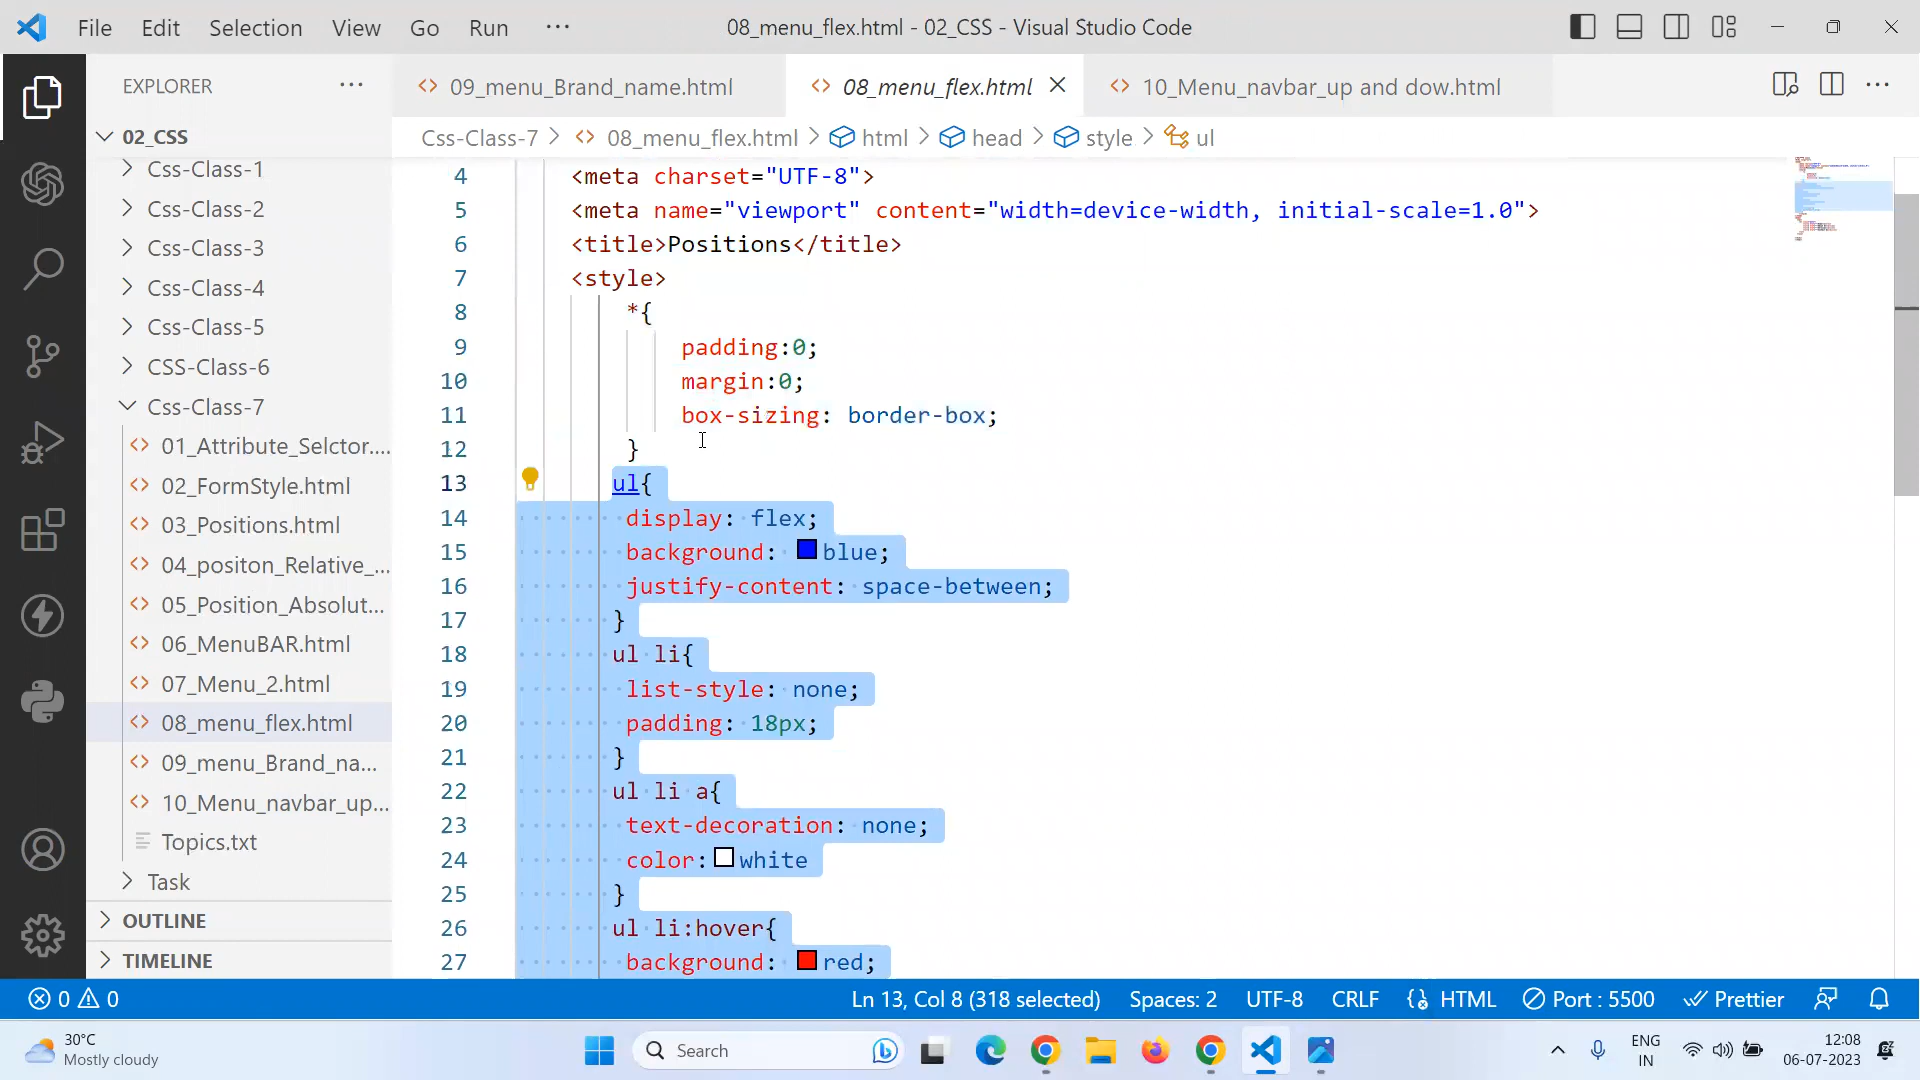 File Edit Selection View Go Run ···
08_menu_flex.html - 02_CSS - Visual Studio Code
EXPLORER ···
09_menu_Brand_name.html
08_menu_flex.html
10_Menu_navbar_up and dow.html
02_CSS
Css-Class-7 > 08_menu_flex.html > html > head > style > ul
Css-Class-1
Css-Class-2
Css-Class-3
Css-Class-4
Css-Class-5
CSS-Class-6
Css-Class-7
01_Attribute_Selctor....
02_FormStyle.html
03_Positions.html
04_positon_Relative_...
05_Position_Absolut...
06_MenuBAR.html
07_Menu_2.html
08_menu_flex.html
09_menu_Brand_na...
10_Menu_navbar_up...
Topics.txt
Task
OUTLINE
TIMELINE
4 <meta charset="UTF-8">
5 <meta name="viewport" content="width=device-width, initial-scale=1.0">
6 <title>Positions</title>
7 <style>
8 *{
9 padding:0;
10 margin:0;
11 box-sizing: border-box;
12 }
13 ul{
14 display: flex;
15 background: blue;
16 justify-content: space-between;
17 }
18 ul li{
19 list-style: none;
20 padding: 18px;
21 }
22 ul li a{
23 text-decoration: none;
24 color: white
25 }
26 ul li:hover{
27 background: red;
0 0 Ln 13, Col 8 (318 selected) Spaces: 2 UTF-8 CRLF HTML Port : 5500 Prettier
30°C
Mostly cloudy
Search
ENG
IN
12:08
06-07-2023